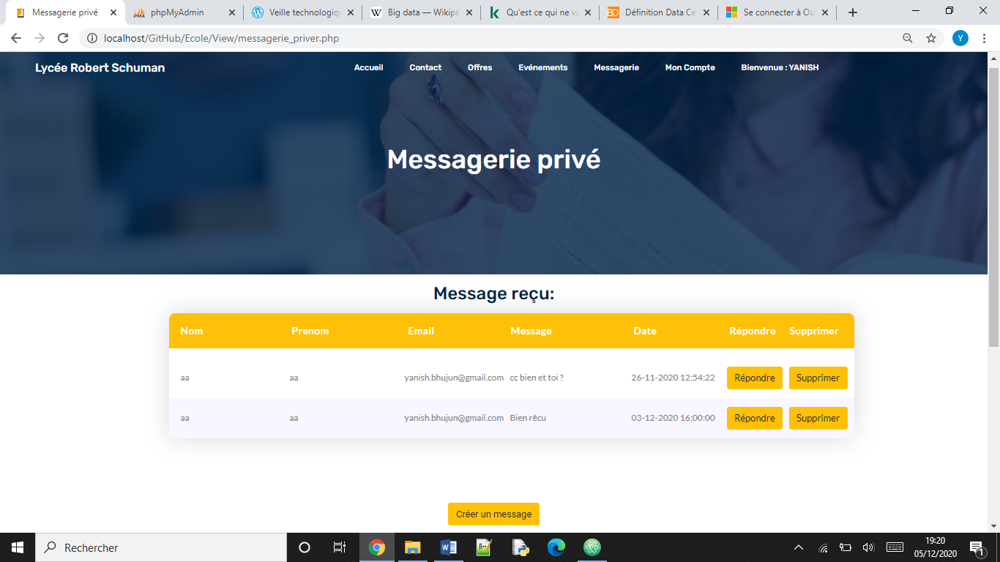 Messagerie privé
phpMyAdmin
Veille technologiqu
Big data — Wikipé
Qu'est ce qui ne va
Définition Data Ce
Se connecter à Ou
localhost/GitHub/Ecole/View/messagerie_priver.php
Y
Lycée Robert Schuman
Accueil Contact Offres Evénements Messagerie Mon Compte Bienvenue : YANISH
Messagerie privé
Message reçu:
Nom Prenom Email Message Date Répondre Supprimer
aa aa yanish.bhujun@gmail.com cc bien et toi ? 26-11-2020 12:54:22 Répondre Supprimer
aa aa yanish.bhujun@gmail.com Bien rêcu 03-12-2020 16:00:00 Répondre Supprimer
Créer un message
Rechercher
19:20
05/12/2020
1